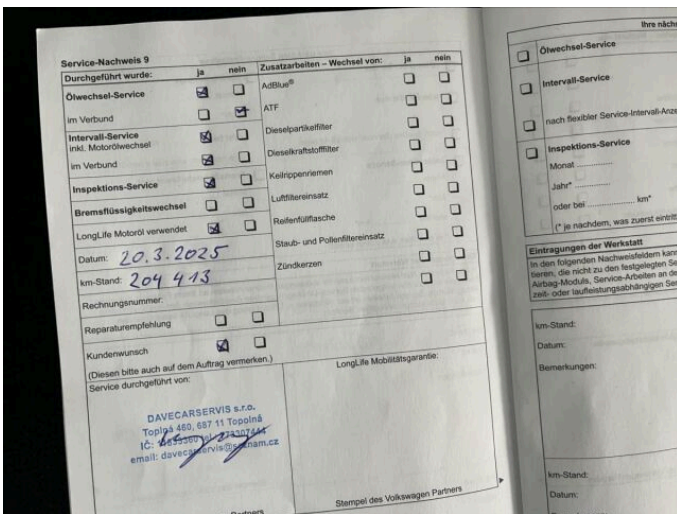 Service-Nachweis 9
Durchgeführt wurde: ja nein
Ölwechsel-Service
im Verbund
Intervall-Service
inkl. Motorölwechsel
im Verbund
Inspektions-Service
Bremsflüssigkeitswechsel
LongLife Motoröl verwendet
Datum: 20.3.2025
km-Stand: 204 413
Rechnungsnummer:
Reparaturempfehlung
Kundenwunsch
(Diesen bitte auch auf dem Auftrag vermerken.)
Service durchgeführt von:
DAVECARSERVIS s.r.o.
Topolná 460, 687 11 Topolná
IČ:
email: davecarservis@seznam.cz
Partners
Zusatzarbeiten – Wechsel von: ja nein
AdBlue®
ATF
Dieselpartikelfilter
Dieselkraftstofffilter
Keilrippenriemen
Luftfiltereinsatz
Reifenfüllflasche
Staub- und Pollenfiltereinsatz
Zündkerzen
LongLife Mobilitätsgarantie:
Stempel des Volkswagen Partners
Ihre
Ölwechsel-Service
Intervall-Service
nach flexibler Service-Intervall-Anze
Inspektions-Service
Monat ..............
Jahr* ..............
oder bei .............. km*
(* je nachdem, was zuerst eintritt
Eintragungen der Werkstatt
In den folgenden Nachweisfeldern kann
tieren, die nicht zu den festgelegten Se
Airbag-Moduls, Service-Arbeiten an de
zeit- oder laufleistungsabhängigen Ser
km-Stand:
Datum:
Bemerkungen:
km-Stand:
Datum: